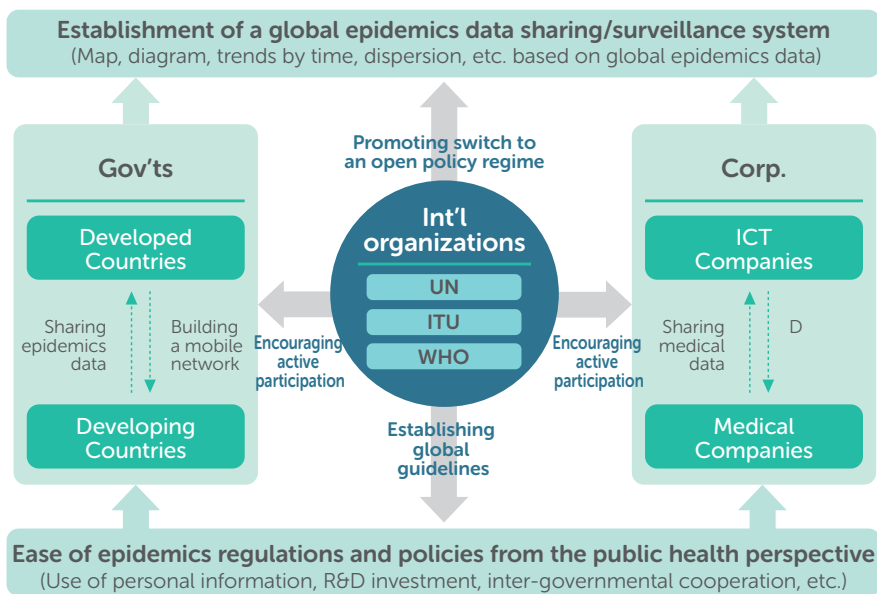 Establishment of a global epidemics data sharing/surveillance system
(Map, diagram, trends by time, dispersion, etc. based on global epidemics data)
Promoting switch to
an open policy regime
Gov'ts
Developed
Countries
Sharing
epidemics
data
Building
a mobile
network
Developing
Countries
Encouraging
active
participation
Int'l
organizations
UN
ITU
WHO
Encouraging
active
participation
Establishing
global
guidelines
Corp.
ICT
Companies
Sharing
medical
data
D
Medical
Companies
Ease of epidemics regulations and policies from the public health perspective
(Use of personal information, R&D investment, inter-governmental cooperation, etc.)